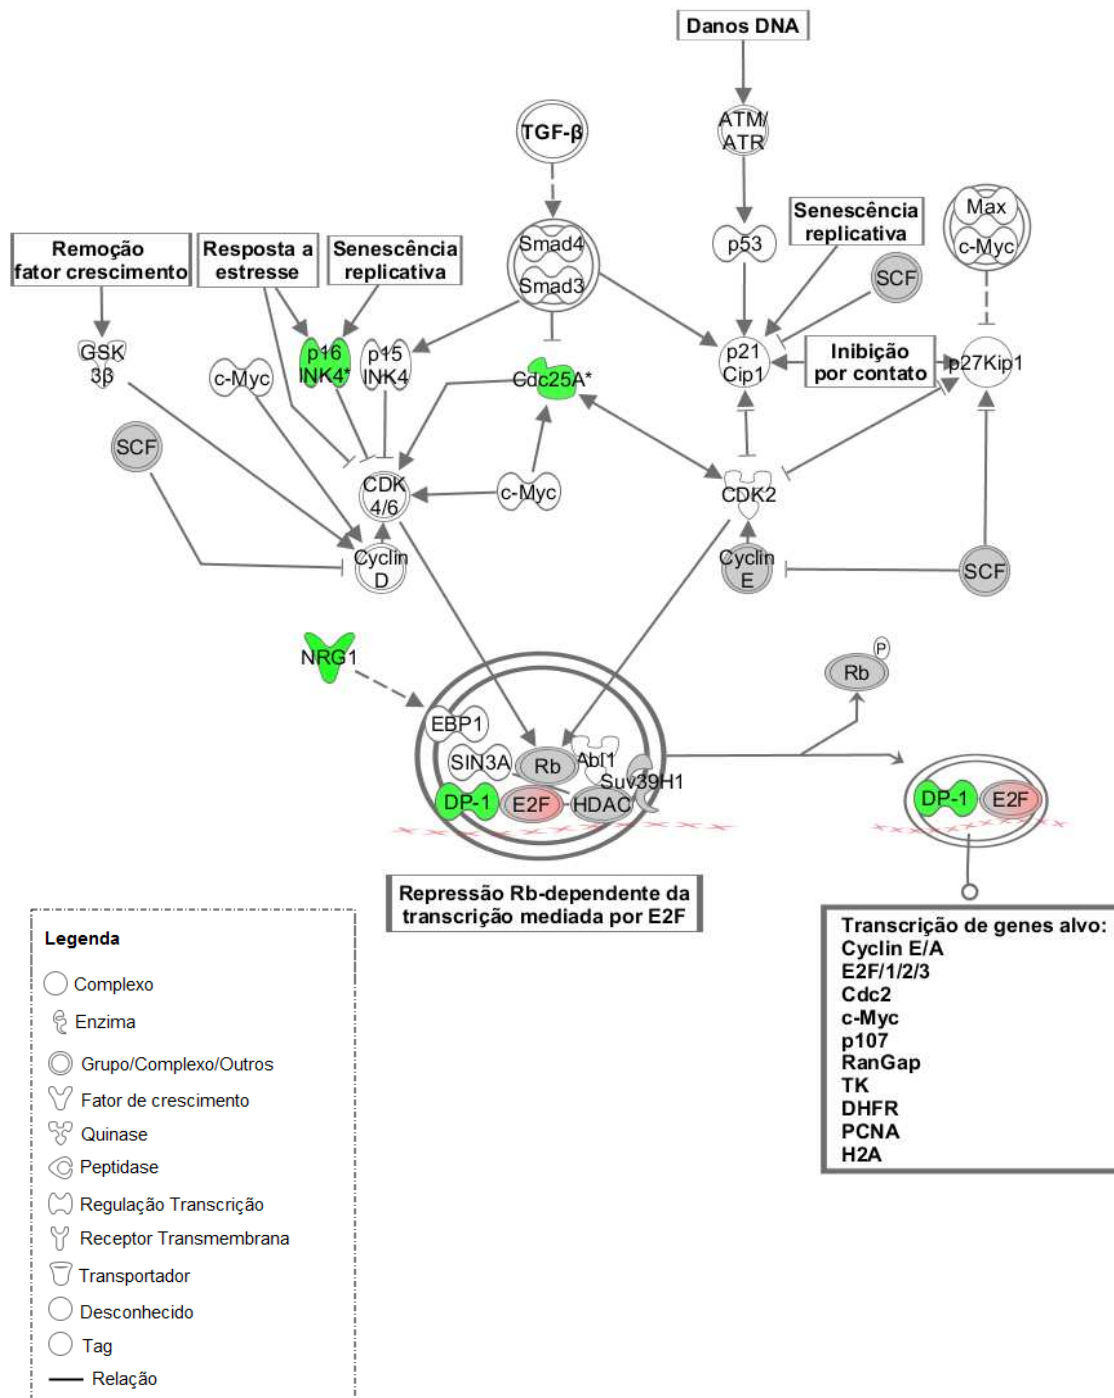 Danos DNA
TGF-β
ATM/
ATR
Max
c-Myc
Smad4
Smad3
p53
Senescência
replicativa
SCF
Remoção
fator crescimento
Resposta a
estresse
Senescência
replicativa
GSK
3β
c-Myc
p16
INK4*
p15
INK4
Cdc25A*
p21
Cip1
Inibição
por contato
p27Kip1
SCF
CDK
4/6
c-Myc
CDK2
Cyclin
D
Cyclin
E
SCF
NRG1
EBP1
SIN3A
Rb
Abl1
Suv39H1
DP-1
E2F
HDAC
P
Rb
DP-1
E2F
Repressão Rb-dependente da
transcrição mediada por E2F
Transcrição de genes alvo:
Cyclin E/A
E2F/1/2/3
Cdc2
c-Myc
p107
RanGap
TK
DHFR
PCNA
H2A
Legenda
Complexo
Enzima
Grupo/Complexo/Outros
Fator de crescimento
Quinase
Peptidase
Regulação Transcrição
Receptor Transmembrana
Transportador
Desconhecido
Tag
Relação